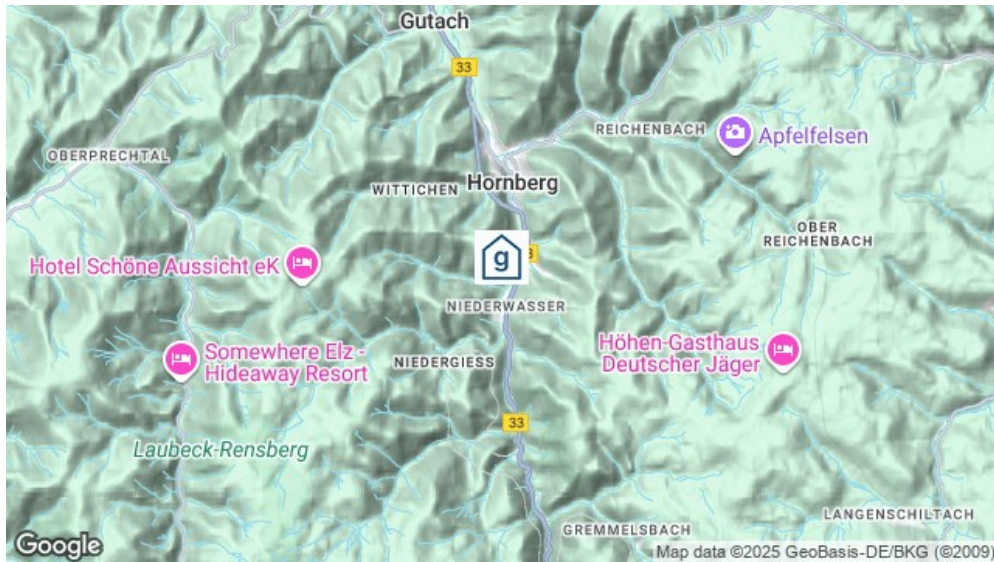 Gutach
33
REICHENBACH
Apfelfelsen
OBERPRECHTAL
WITTICHEN
Hornberg
OBER
REICHENBACH
g
Hotel Schöne Aussicht eK
NIEDERWASSER
Somewhere Elz -
Hideaway Resort
NIEDERGIESS
Höhen-Gasthaus
Deutscher Jäger
33
Laubeck-Rensberg
LANGENSCHILTACH
GREMMELSBACH
Google
Map data ©2025 GeoBasis-DE/BKG (©2009)